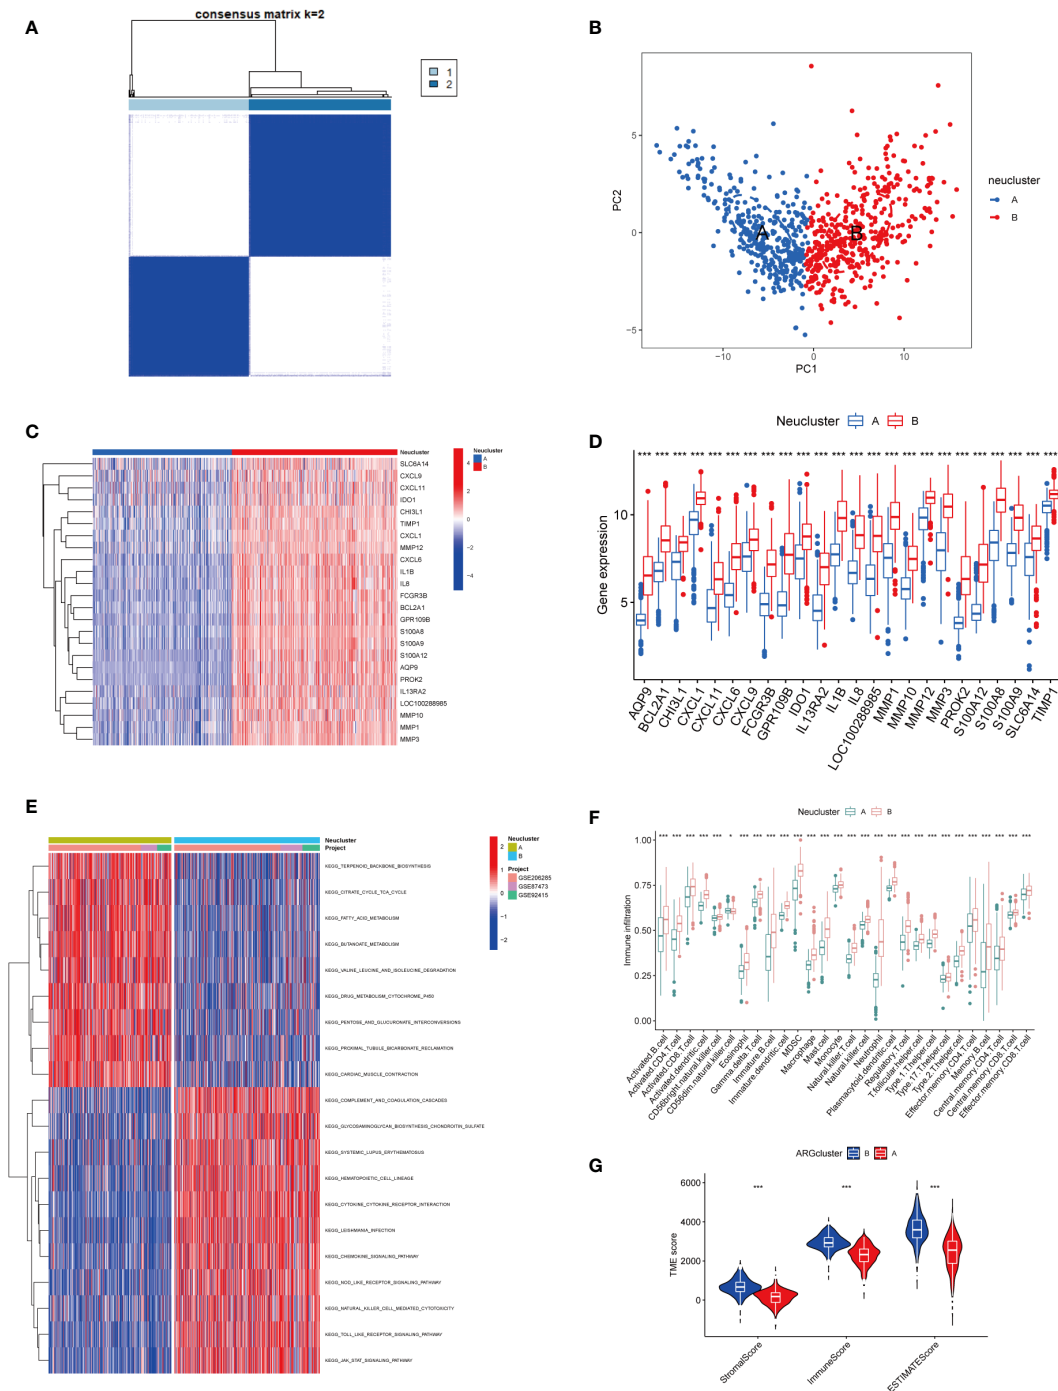 A
consensus matrix k=2
1
2
B
PC2
5
0
−5
−10
0
10
PC1
neucluster
A
B
A
B
C
Neucluster
SLC6A14
CXCL9
CXCL11
IDO1
CHI3L1
TIMP1
CXCL1
MMP12
CXCL6
IL1B
IL8
FCGR3B
BCL2A1
GPR109B
S100A8
S100A9
S100A12
AQP9
PROK2
IL13RA2
LOC100288985
MMP10
MMP1
MMP3
4
2
0
−2
−4
Neucluster
A
B
D
Neucluster A B
*** *** *** *** *** *** *** *** *** *** *** *** *** *** *** *** *** *** *** *** *** *** *** ***
Gene expression
10
5
AQP9
BCL2A1
CHI3L1
CXCL1
CXCL11
CXCL6
CXCL9
FCGR3B
GPR109B
IDO1
IL13RA2
IL1B
IL8
LOC100288985
MMP1
MMP10
MMP12
MMP3
PROK2
S100A12
S100A8
S100A9
SLC6A14
TIMP1
E
Neucluster
Project
KEGG_TERPENOID_BACKBONE_BIOSYNTHESIS
KEGG_CITRATE_CYCLE_TCA_CYCLE
KEGG_FATTY_ACID_METABOLISM
KEGG_BUTANOATE_METABOLISM
KEGG_VALINE_LEUCINE_AND_ISOLEUCINE_DEGRADATION
KEGG_DRUG_METABOLISM_CYTOCHROME_P450
KEGG_PENTOSE_AND_GLUCURONATE_INTERCONVERSIONS
KEGG_PROXIMAL_TUBULE_BICARBONATE_RECLAMATION
KEGG_CARDIAC_MUSCLE_CONTRACTION
KEGG_COMPLEMENT_AND_COAGULATION_CASCADES
KEGG_GLYCOSAMINOGLYCAN_BIOSYNTHESIS_CHONDROITIN_SULFATE
KEGG_SYSTEMIC_LUPUS_ERYTHEMATOSUS
KEGG_HEMATOPOIETIC_CELL_LINEAGE
KEGG_CYTOKINE_CYTOKINE_RECEPTOR_INTERACTION
KEGG_LEISHMANIA_INFECTION
KEGG_CHEMOKINE_SIGNALING_PATHWAY
KEGG_NOD_LIKE_RECEPTOR_SIGNALING_PATHWAY
KEGG_NATURAL_KILLER_CELL_MEDIATED_CYTOTOXICITY
KEGG_TOLL_LIKE_RECEPTOR_SIGNALING_PATHWAY
KEGG_JAK_STAT_SIGNALING_PATHWAY
2
1
0
−1
−2
Neucluster
A
B
Project
GSE206285
GSE87473
GSE92415
F
Neucluster A B
*** *** *** *** *** * *** *** *** *** *** *** *** *** *** *** *** *** *** *** *** *** *** *** *** *** *** ***
Immune infiltration
1.00
0.75
0.50
0.25
0.00
Activated.B.cell
Activated.CD4.T.cell
Activated.CD8.T.cell
Activated.dendritic.cell
CD56bright.natural.killer.cell
CD56dim.natural.killer.cell
Eosinophil
Gamma.delta.T.cell
Immature.B.cell
Immature.dendritic.cell
MDSC
Macrophage
Mast.cell
Monocyte
Natural.killer.T.cell
Natural.killer.cell
Neutrophil
Plasmacytoid.dendritic.cell
Regulatory.T.cell
T.follicular.helper.cell
Type.1.T.helper.cell
Type.17.T.helper.cell
Type.2.T.helper.cell
Effector.memory.CD4.T.cell
Memory.B.cell
Central.memory.CD4.T.cell
Central.memory.CD8.T.cell
Effector.memory.CD8.T.cell
G
ARGcluster B A
*** *** ***
TME score
6000
4000
2000
0
StromalScore
ImmuneScore
ESTIMATEScore